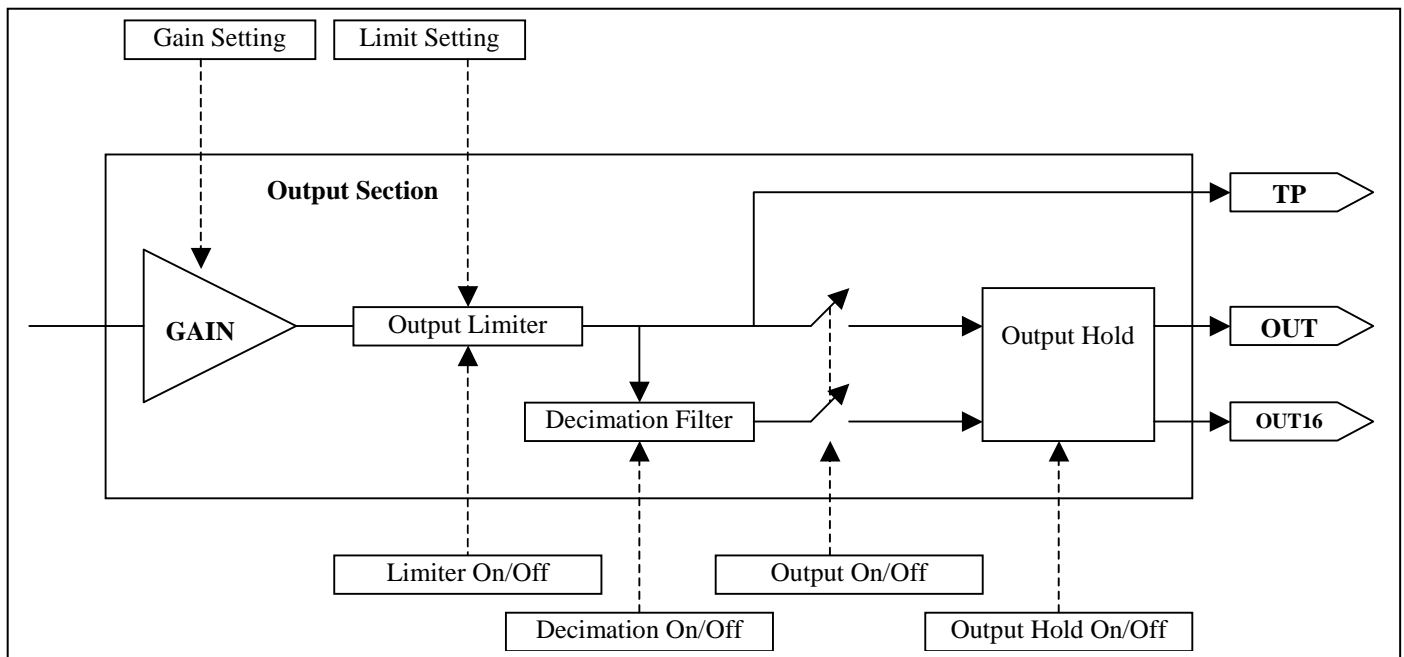 Gain Setting
Limit Setting
Output Section
TP
GAIN
Output Limiter
Output Hold
OUT
Decimation Filter
OUT16
Limiter On/Off
Output On/Off
Decimation On/Off
Output Hold On/Off